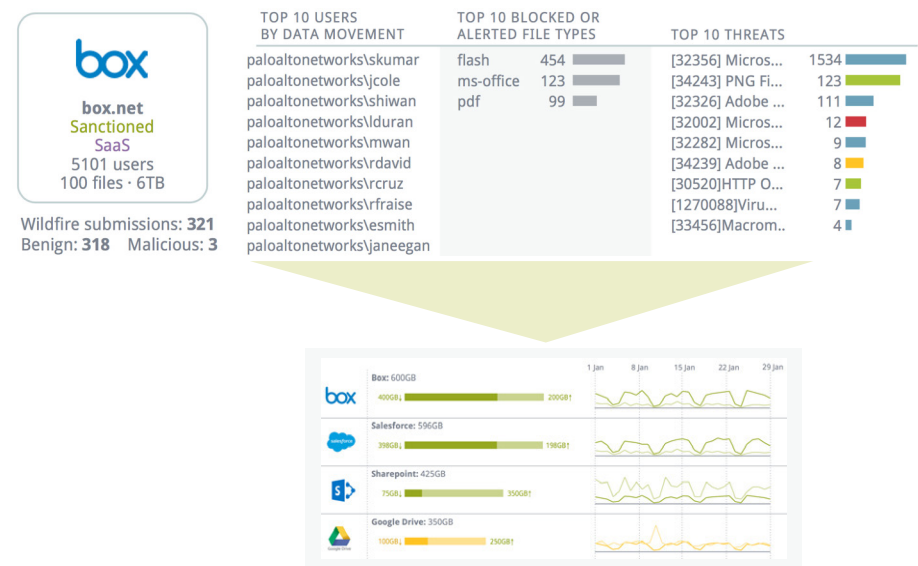 box
box.net
Sanctioned
SaaS
5101 users
100 files · 6TB
Wildfire submissions: 321
Benign: 318 Malicious: 3
TOP 10 USERS
BY DATA MOVEMENT
paloaltonetworks\skumar
paloaltonetworks\jcole
paloaltonetworks\shiwan
paloaltonetworks\lduran
paloaltonetworks\mwan
paloaltonetworks\rdavid
paloaltonetworks\rcruz
paloaltonetworks\rfraise
paloaltonetworks\esmith
paloaltonetworks\janeegan
TOP 10 BLOCKED OR
ALERTED FILE TYPES
flash 454
ms-office 123
pdf 99
TOP 10 THREATS
[32356] Micros... 1534
[34243] PNG Fi... 123
[32326] Adobe ... 111
[32002] Micros... 12
[32282] Micros... 9
[34239] Adobe ... 8
[30520]HTTP O... 7
[1270088]Viru... 7
[33456]Macrom.. 4
1 Jan 8 Jan 15 Jan 22 Jan 29 Jan
box
Box: 600GB
400GB↓ 200GB↑
salesforce
Salesforce: 596GB
398GB↓ 198GB↑
S
Sharepoint: 425GB
75GB↓ 350GB↑
Google Drive
Google Drive: 350GB
100GB↓ 250GB↑